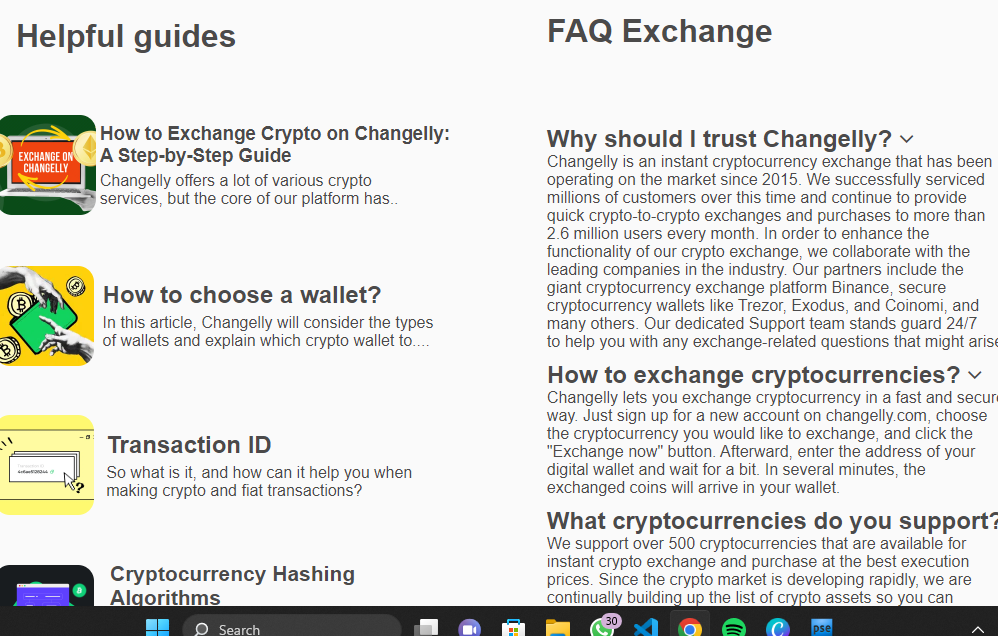 Helpful guides
EXCHANGE ON
CHANGELLY
How to Exchange Crypto on Changelly:
A Step-by-Step Guide
Changelly offers a lot of various crypto
services, but the core of our platform has..
How to choose a wallet?
In this article, Changelly will consider the types
of wallets and explain which crypto wallet to....
Transaction ID
So what is it, and how can it help you when
making crypto and fiat transactions?
Cryptocurrency Hashing
Algorithms
FAQ Exchange
Why should I trust Changelly?
Changelly is an instant cryptocurrency exchange that has been
operating on the market since 2015. We successfully serviced
millions of customers over this time and continue to provide
quick crypto-to-crypto exchanges and purchases to more than
2.6 million users every month. In order to enhance the
functionality of our crypto exchange, we collaborate with the
leading companies in the industry. Our partners include the
giant cryptocurrency exchange platform Binance, secure
cryptocurrency wallets like Trezor, Exodus, and Coinomi, and
many others. Our dedicated Support team stands guard 24/7
to help you with any exchange-related questions that might arise
How to exchange cryptocurrencies?
Changelly lets you exchange cryptocurrency in a fast and secure
way. Just sign up for a new account on changelly.com, choose
the cryptocurrency you would like to exchange, and click the
"Exchange now" button. Afterward, enter the address of your
digital wallet and wait for a bit. In several minutes, the
exchanged coins will arrive in your wallet.
What cryptocurrencies do you support?
We support over 500 cryptocurrencies that are available for
instant crypto exchange and purchase at the best execution
prices. Since the crypto market is developing rapidly, we are
continually building up the list of crypto assets so you can
Search
30
pse